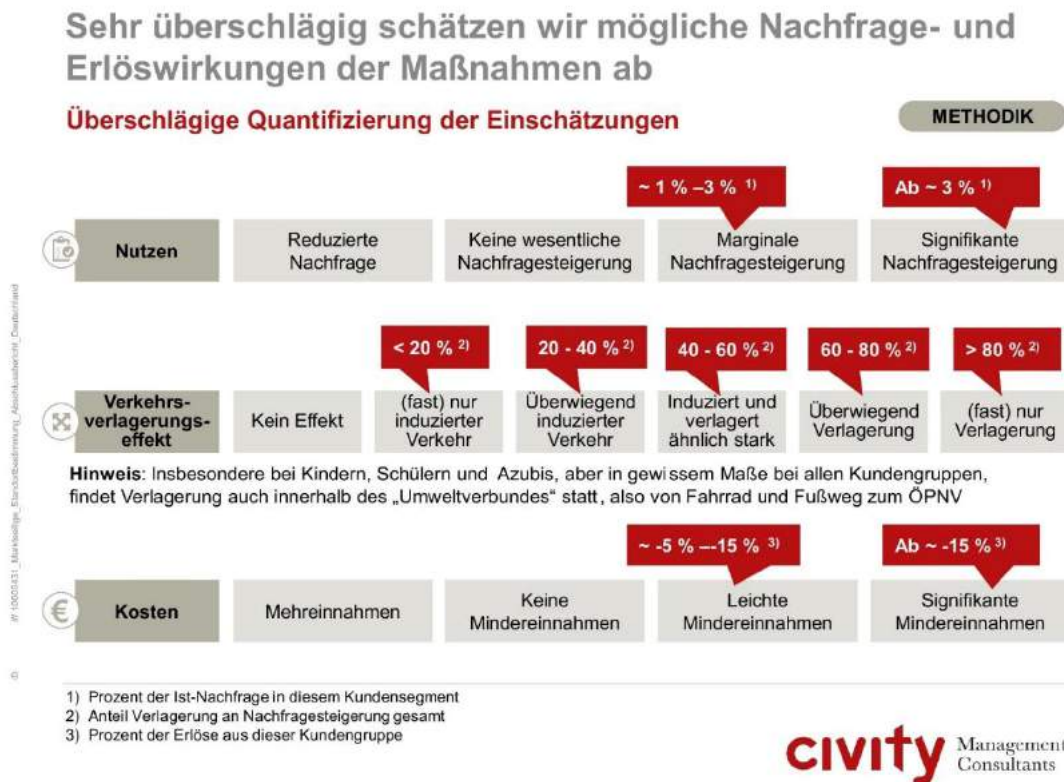 Sehr überschlägig schätzen wir mögliche Nachfrage- und
Erlöswirkungen der Maßnahmen ab
Überschlägige Quantifizierung der Einschätzungen
METHODIK
~ 1 % –3 % 1)
Ab ~ 3 % 1)
Nutzen
Reduzierte
Nachfrage
Keine wesentliche
Nachfragesteigerung
Marginale
Nachfragesteigerung
Signifikante
Nachfragesteigerung
< 20 % 2)
20 - 40 % 2)
40 - 60 % 2)
60 - 80 % 2)
> 80 % 2)
Verkehrs-
verlagerungs-
effekt
Kein Effekt
(fast) nur
induzierter
Verkehr
Überwiegend
induzierter
Verkehr
Induziert und
verlagert
ähnlich stark
Überwiegend
Verlagerung
(fast) nur
Verlagerung
Hinweis: Insbesondere bei Kindern, Schülern und Azubis, aber in gewissem Maße bei allen Kundengruppen,
findet Verlagerung auch innerhalb des „Umweltverbundes“ statt, also von Fahrrad und Fußweg zum ÖPNV
~ -5 % –-15 % 3)
Ab ~ -15 % 3)
€
Kosten
Mehreinnahmen
Keine
Mindereinnahmen
Leichte
Mindereinnahmen
Signifikante
Mindereinnahmen
1) Prozent der Ist-Nachfrage in diesem Kundensegment
2) Anteil Verlagerung an Nachfragesteigerung gesamt
3) Prozent der Erlöse aus dieser Kundengruppe
civity Management
Consultants